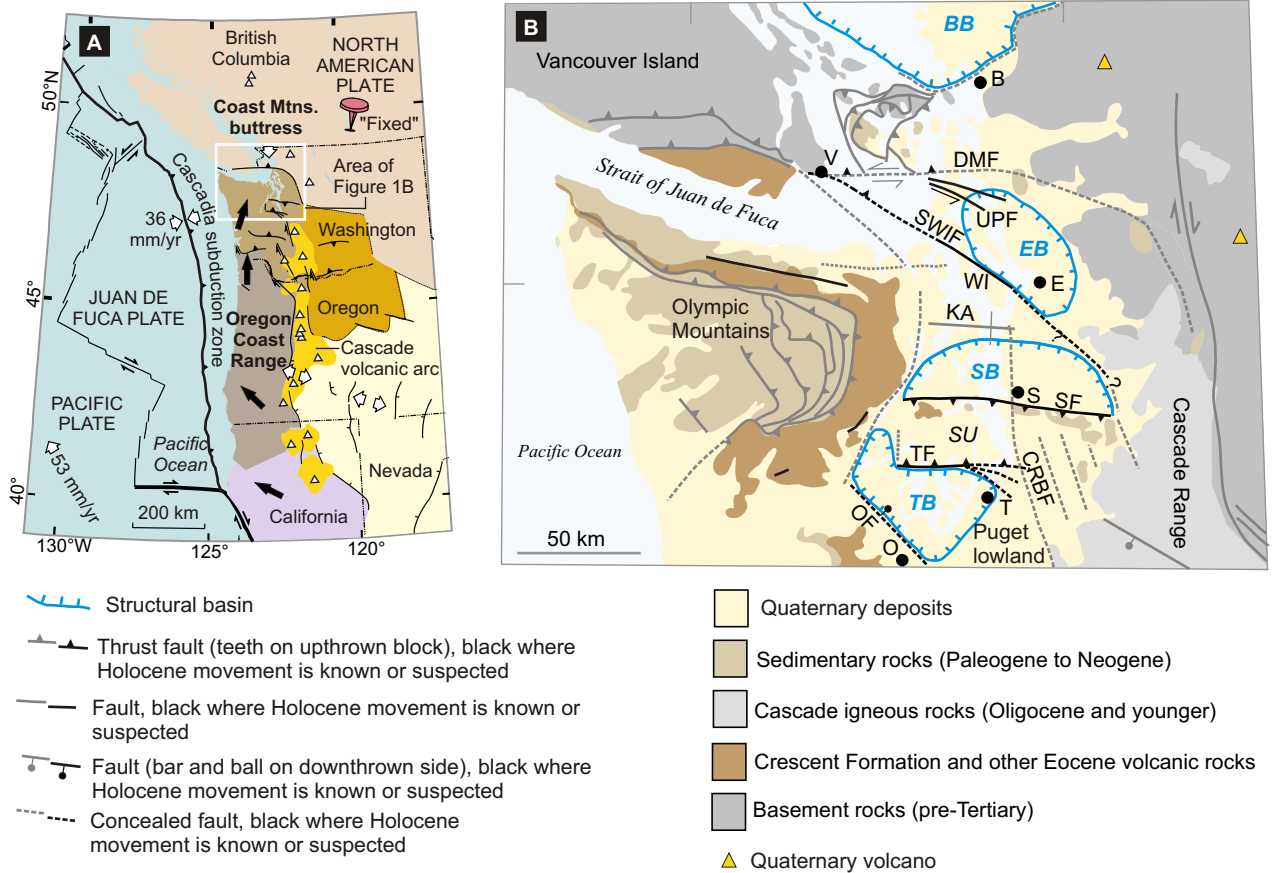 A
British
Columbia
NORTH
AMERICAN
PLATE
"Fixed"
Coast Mtns.
buttress
50°N
Area of
Figure 1B
Cascadia subduction zone
36
mm/yr
Washington
45°
JUAN DE
FUCA PLATE
Oregon
Oregon
Coast
Range
Cascade
volcanic arc
PACIFIC
PLATE
Pacific
Ocean
53 mm/yr
Nevada
40°
200 km
California
130°W
125°
120°
B
BB
Vancouver Island
B
V
DMF
Strait of Juan de Fuca
SWIF
UPF
EB
WI
E
Olympic
Mountains
KA
?
SB
?
S
SF
Cascade Range
Pacific Ocean
SU
TF
CRBF
TB
T
OF
Puget
lowland
O
50 km
Structural basin
Thrust fault (teeth on upthrown block), black where
Holocene movement is known or suspected
Fault, black where Holocene movement is known or
suspected
Fault (bar and ball on downthrown side), black where
Holocene movement is known or suspected
Concealed fault, black where Holocene
movement is known or suspected
Quaternary deposits
Sedimentary rocks (Paleogene to Neogene)
Cascade igneous rocks (Oligocene and younger)
Crescent Formation and other Eocene volcanic rocks
Basement rocks (pre-Tertiary)
Quaternary volcano